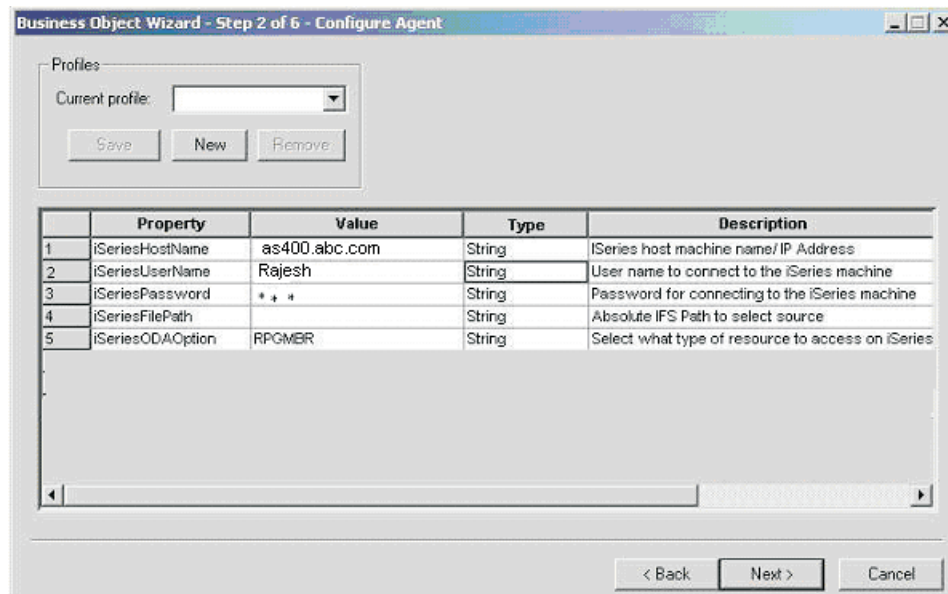 Business Object Wizard - Step 2 of 6 - Configure Agent
Profiles
Current profile:
Save New Remove
Property Value Type Description
1 iSeriesHostName as400.abc.com String ISeries host machine name/ IP Address
2 iSeriesUserName Rajesh String User name to connect to the iSeries machine
3 iSeriesPassword * * * String Password for connecting to the iSeries machine
4 iSeriesFilePath String Absolute IFS Path to select source
5 iSeriesODAOption RPGMBR String Select what type of resource to access on iSeries
< Back Next > Cancel